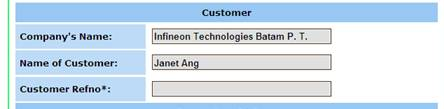 Customer
Company's Name: Infineon Technologies Batam P. T.
Name of Customer: Janet Ang
Customer Refno*: